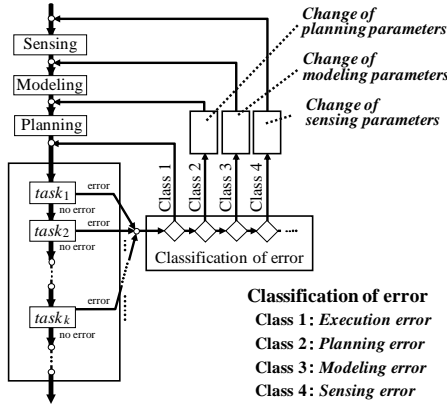 Change of
planning parameters
Sensing
Change of
modeling parameters
Modeling
Change of
sensing parameters
Planning
Class 1
Class 2
Class 3
Class 4
task1
error
no error
task2
error
no error
Classification of error
taskk
error
no error
Classification of error
Class 1: Execution error
Class 2: Planning error
Class 3: Modeling error
Class 4: Sensing error